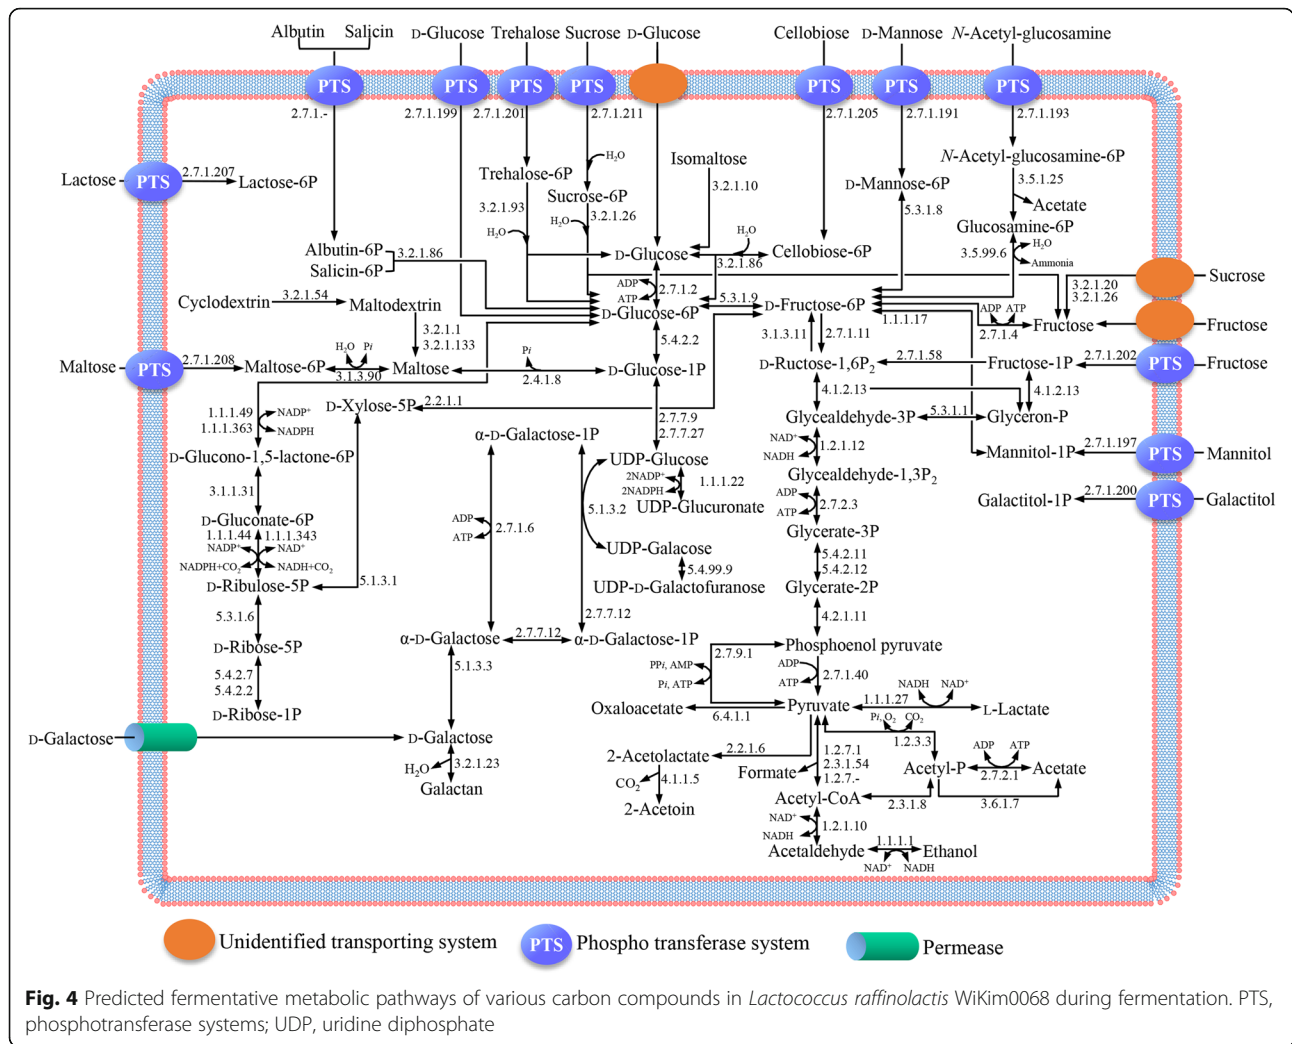 Albutin Salicin D-Glucose Trehalose Sucrose D-Glucose Cellobiose D-Mannose N-Acetyl-glucosamine
PTS PTS PTS PTS PTS PTS PTS
2.7.1.- 2.7.1.199 2.7.1.201 2.7.1.211 2.7.1.205 2.7.1.191 2.7.1.193
H₂O Isomaltose N-Acetyl-glucosamine-6P
Lactose PTS 2.7.1.207 Lactose-6P
Trehalose-6P 3.2.1.10 D-Mannose-6P 3.5.1.25
Sucrose-6P Acetate
3.2.1.93 3.2.1.26 5.3.1.8
H₂O H₂O H₂O Glucosamine-6P
Albutin-6P 3.2.1.86 D-Glucose 3.2.1.86 Cellobiose-6P 3.5.99.6 H₂O
Salicin-6P Ammonia
ADP 2.7.1.2 ATP 3.2.1.20 Sucrose
3.2.1.26
Cyclodextrin 3.2.1.54 Maltodextrin 5.3.1.9
D-Glucose-6P D-Fructose-6P 1.1.1.17 ADP ATP 2.7.1.4 Fructose Fructose
3.2.1.1
3.2.1.133 5.4.2.2 3.1.3.11 2.7.1.11
Maltose PTS 2.7.1.208 Maltose-6P H₂O Pi 3.1.3.90 Maltose Pi 2.4.1.8 D-Glucose-1P D-Ructose-1,6P₂ 2.7.1.58 Fructose-1P 2.7.1.202 PTS Fructose
4.1.2.13 4.1.2.13
1.1.1.49 NADP⁺ D-Xylose-5P 2.2.1.1 2.7.7.9 Glycealdehyde-3P 5.3.1.1 Glyceron-P
1.1.1.363 NADPH 2.7.7.27
α-D-Galactose-1P NAD⁺ 1.2.1.12 NADH
D-Glucono-1,5-lactone-6P UDP-Glucose Mannitol-1P 2.7.1.197 PTS Mannitol
2NADP⁺ 1.1.1.22 Glycealdehyde-1,3P₂
3.1.1.31 2NADPH ADP
5.1.3.2 UDP-Glucuronate 2.7.2.3 Galactitol-1P 2.7.1.200 PTS Galactitol
D-Gluconate-6P ADP ATP
1.1.1.44 1.1.1.343 2.7.1.6 Glycerate-3P
NADP⁺ NAD⁺ ATP UDP-Galacose 5.4.2.11
NADPH+CO₂ NADH+CO₂ 5.4.99.9 5.4.2.12
D-Ribulose-5P 5.1.3.1 UDP-D-Galactofuranose Glycerate-2P
5.3.1.6 2.7.7.12 4.2.1.11
α-D-Galactose 2.7.7.12 α-D-Galactose-1P
D-Ribose-5P 2.7.9.1 Phosphoenol pyruvate
5.4.2.7 5.1.3.3 PPi, AMP ADP 2.7.1.40
5.4.2.2 Pi, ATP ATP NADH NAD⁺
D-Ribose-1P Oxaloacetate 6.4.1.1 Pyruvate 1.1.1.27 L-Lactate
Pi, O₂ CO₂
D-Galactose D-Galactose 1.2.3.3
2-Acetolactate 2.2.1.6 1.2.7.1 ADP ATP
H₂O 3.2.1.23 Formate 2.3.1.54 Acetyl-P 2.7.2.1 Acetate
CO₂ 4.1.1.5 1.2.7.-
Galactan Acetyl-CoA 2.3.1.8 3.6.1.7
2-Acetoin NAD⁺ 1.2.1.10
NADH 1.1.1.1
Acetaldehyde Ethanol
NAD⁺ NADH
Unidentified transporting system PTS Phospho transferase system Permease
Fig. 4 Predicted fermentative metabolic pathways of various carbon compounds in Lactococcus raffinolactis WiKim0068 during fermentation. PTS,
phosphotransferase systems; UDP, uridine diphosphate